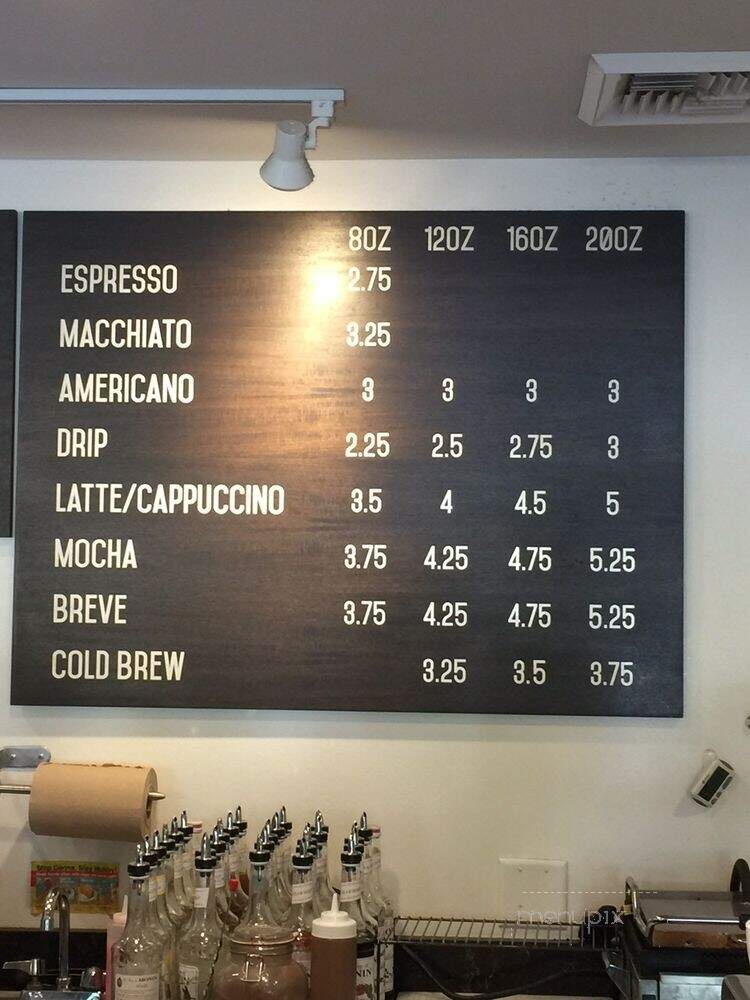 8OZ 12OZ 16OZ 20OZ
ESPRESSO 2.75
MACCHIATO 3.25
AMERICANO 3 3 3 3
DRIP 2.25 2.5 2.75 3
LATTE/CAPPUCCINO 3.5 4 4.5 5
MOCHA 3.75 4.25 4.75 5.25
BREVE 3.75 4.25 4.75 5.25
COLD BREW 3.25 3.5 3.75
menupix